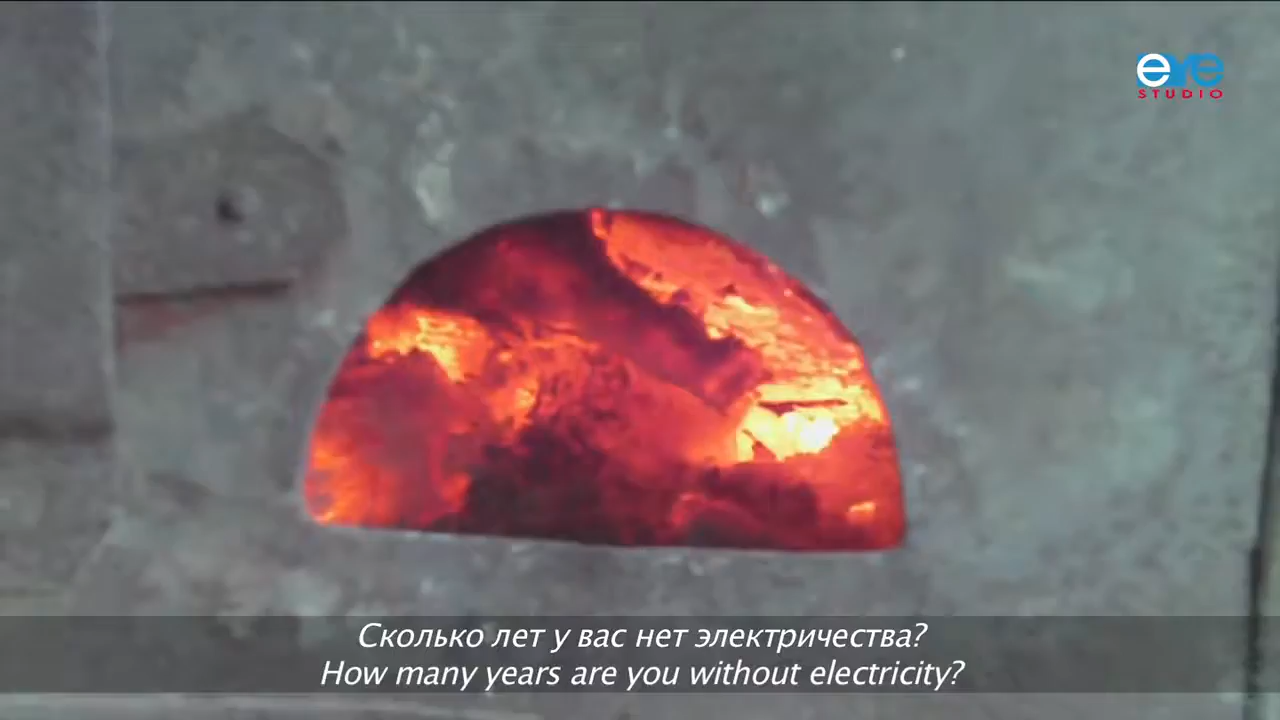 eye
STUDIO
Сколько лет у вас нет электричества?
How many years are you without electricity?